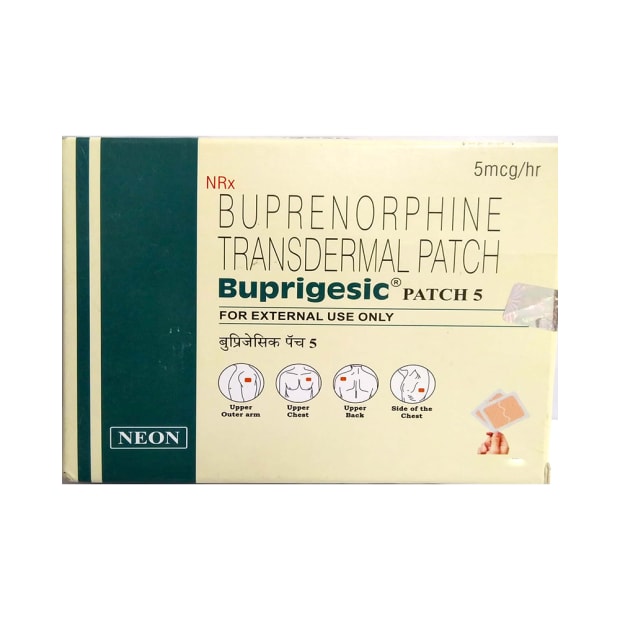 5mcg/hr
NRx
BUPRENORPHINE
TRANSDERMAL PATCH
Buprigesic® PATCH 5
FOR EXTERNAL USE ONLY
बुप्रिजेसिक पॅच 5
Upper
Outer arm
Upper
Chest
Upper
Back
Side of the
Chest
NEON